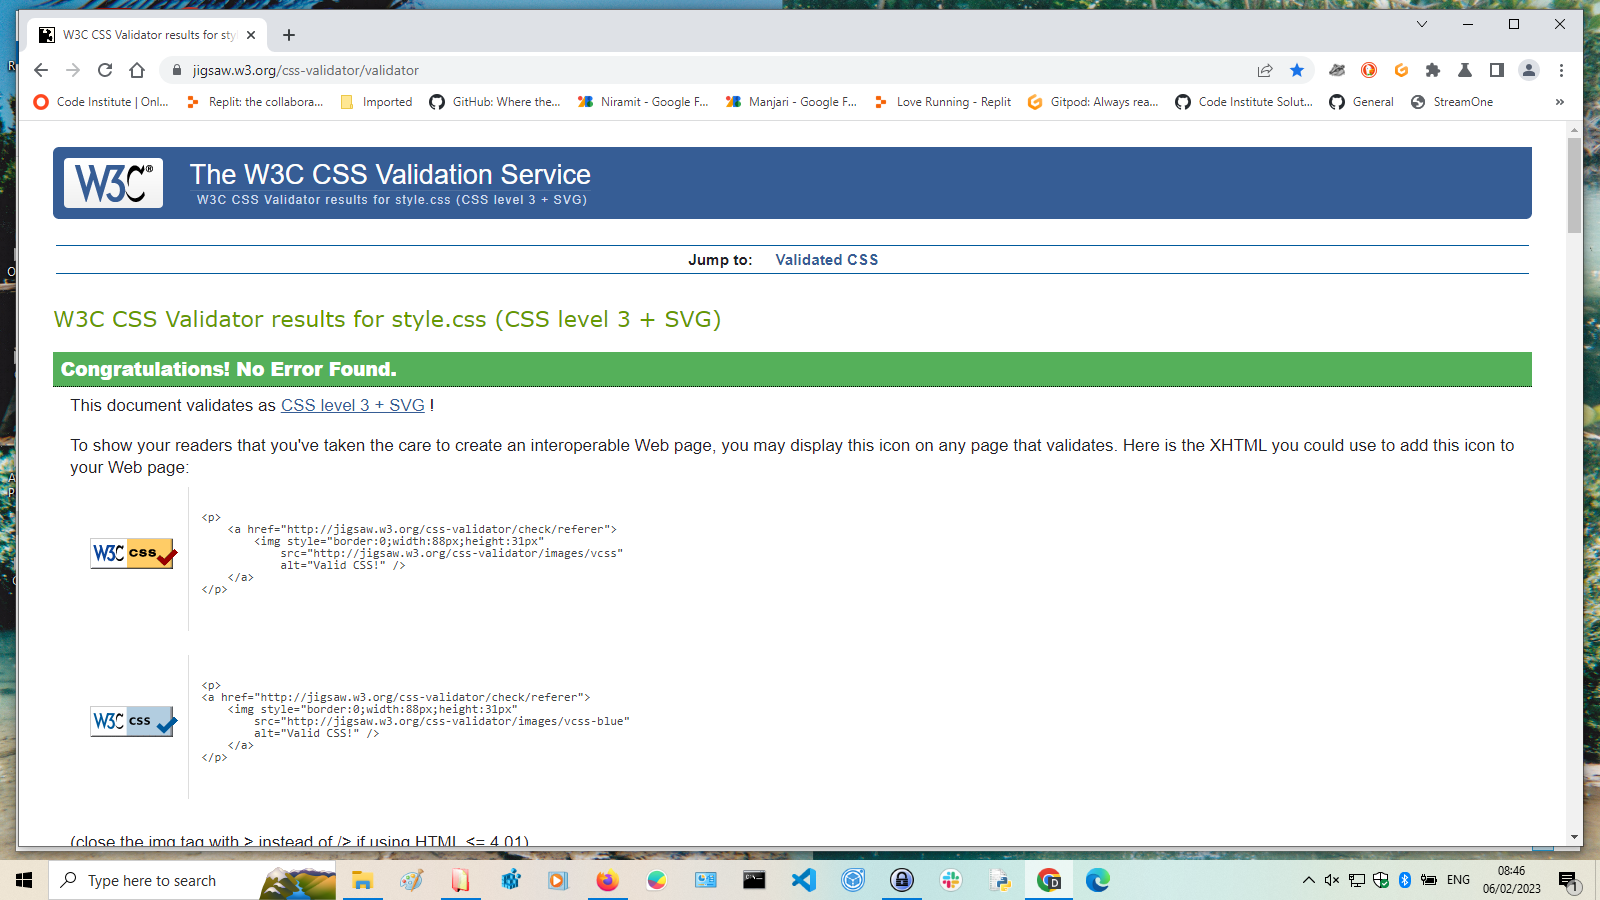 W3C CSS Validator results for sty
jigsaw.w3.org/css-validator/validator
Code Institute | Onl...
Replit: the collabora...
Imported
GitHub: Where the...
Niramit - Google F...
Manjari - Google F...
Love Running - Replit
Gitpod: Always rea...
Code Institute Solut...
General
StreamOne
»
W3C®
The W3C CSS Validation Service
W3C CSS Validator results for style.css (CSS level 3 + SVG)
Jump to: Validated CSS
W3C CSS Validator results for style.css (CSS level 3 + SVG)
Congratulations! No Error Found.
This document validates as CSS level 3 + SVG !
To show your readers that you've taken the care to create an interoperable Web page, you may display this icon on any page that validates. Here is the XHTML you could use to add this icon to
your Web page:
W3C css
<p>
<a href="http://jigsaw.w3.org/css-validator/check/referer">
<img style="border:0;width:88px;height:31px"
src="http://jigsaw.w3.org/css-validator/images/vcss"
alt="Valid CSS!" />
</a>
</p>
W3C css
<p>
<a href="http://jigsaw.w3.org/css-validator/check/referer">
<img style="border:0;width:88px;height:31px"
src="http://jigsaw.w3.org/css-validator/images/vcss-blue"
alt="Valid CSS!" />
</a>
</p>
(close the img tag with > instead of /> if using HTML <= 4.01)
Type here to search
ENG
08:46
06/02/2023
1